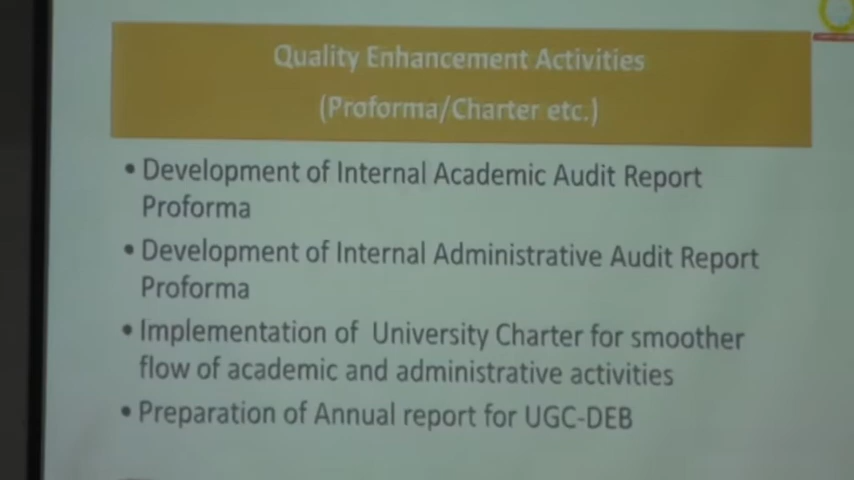 Quality Enhancement Activities
(Proforma/Charter etc.)
• Development of Internal Academic Audit Report
Proforma
• Development of Internal Administrative Audit Report
Proforma
• Implementation of University Charter for smoother
flow of academic and administrative activities
• Preparation of Annual report for UGC-DEB